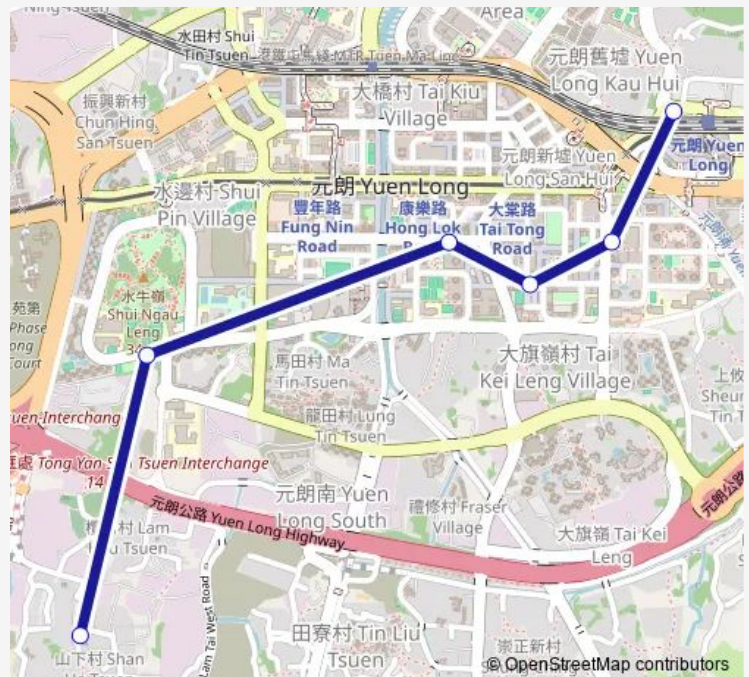 Area
水田村 Shui
Tin Tsuen
港鐵屯馬綫 MTR Tuen Ma Line
元朗舊墟 Yuen
Long Kau Hui
振興新村
Chun Hing
San Tsuen
大橋村 Tai Kiu
Village
元朗 Yuen
Long
元朗新墟 Yuen
Long San Hui
水邊村 Shui
Pin Village
元朗 Yuen Long
豐年路
Fung Nin
Road
康樂路
Hong Lok
大棠路
Tai Tong
Road
水牛嶺
Shui Ngau
Leng
苑第
Phase
馬田村 Ma
Tin Tsuen
大旗嶺村 Tai
Kei Leng Village
龍田村 Lung
Tin Tsuen
Tong Yan San Tsuen Interchange
14
元朗南 Yuen
Long South
元朗公路 Yuen Long Highway
元朗公路
禮修村 Fraser
Village
大旗嶺 Tai Kei
Leng
Lam Tai West Road
田寮村 Tin Liu
Tsuen
山下村 Shan
崇正新村
© OpenStreetMap contributors